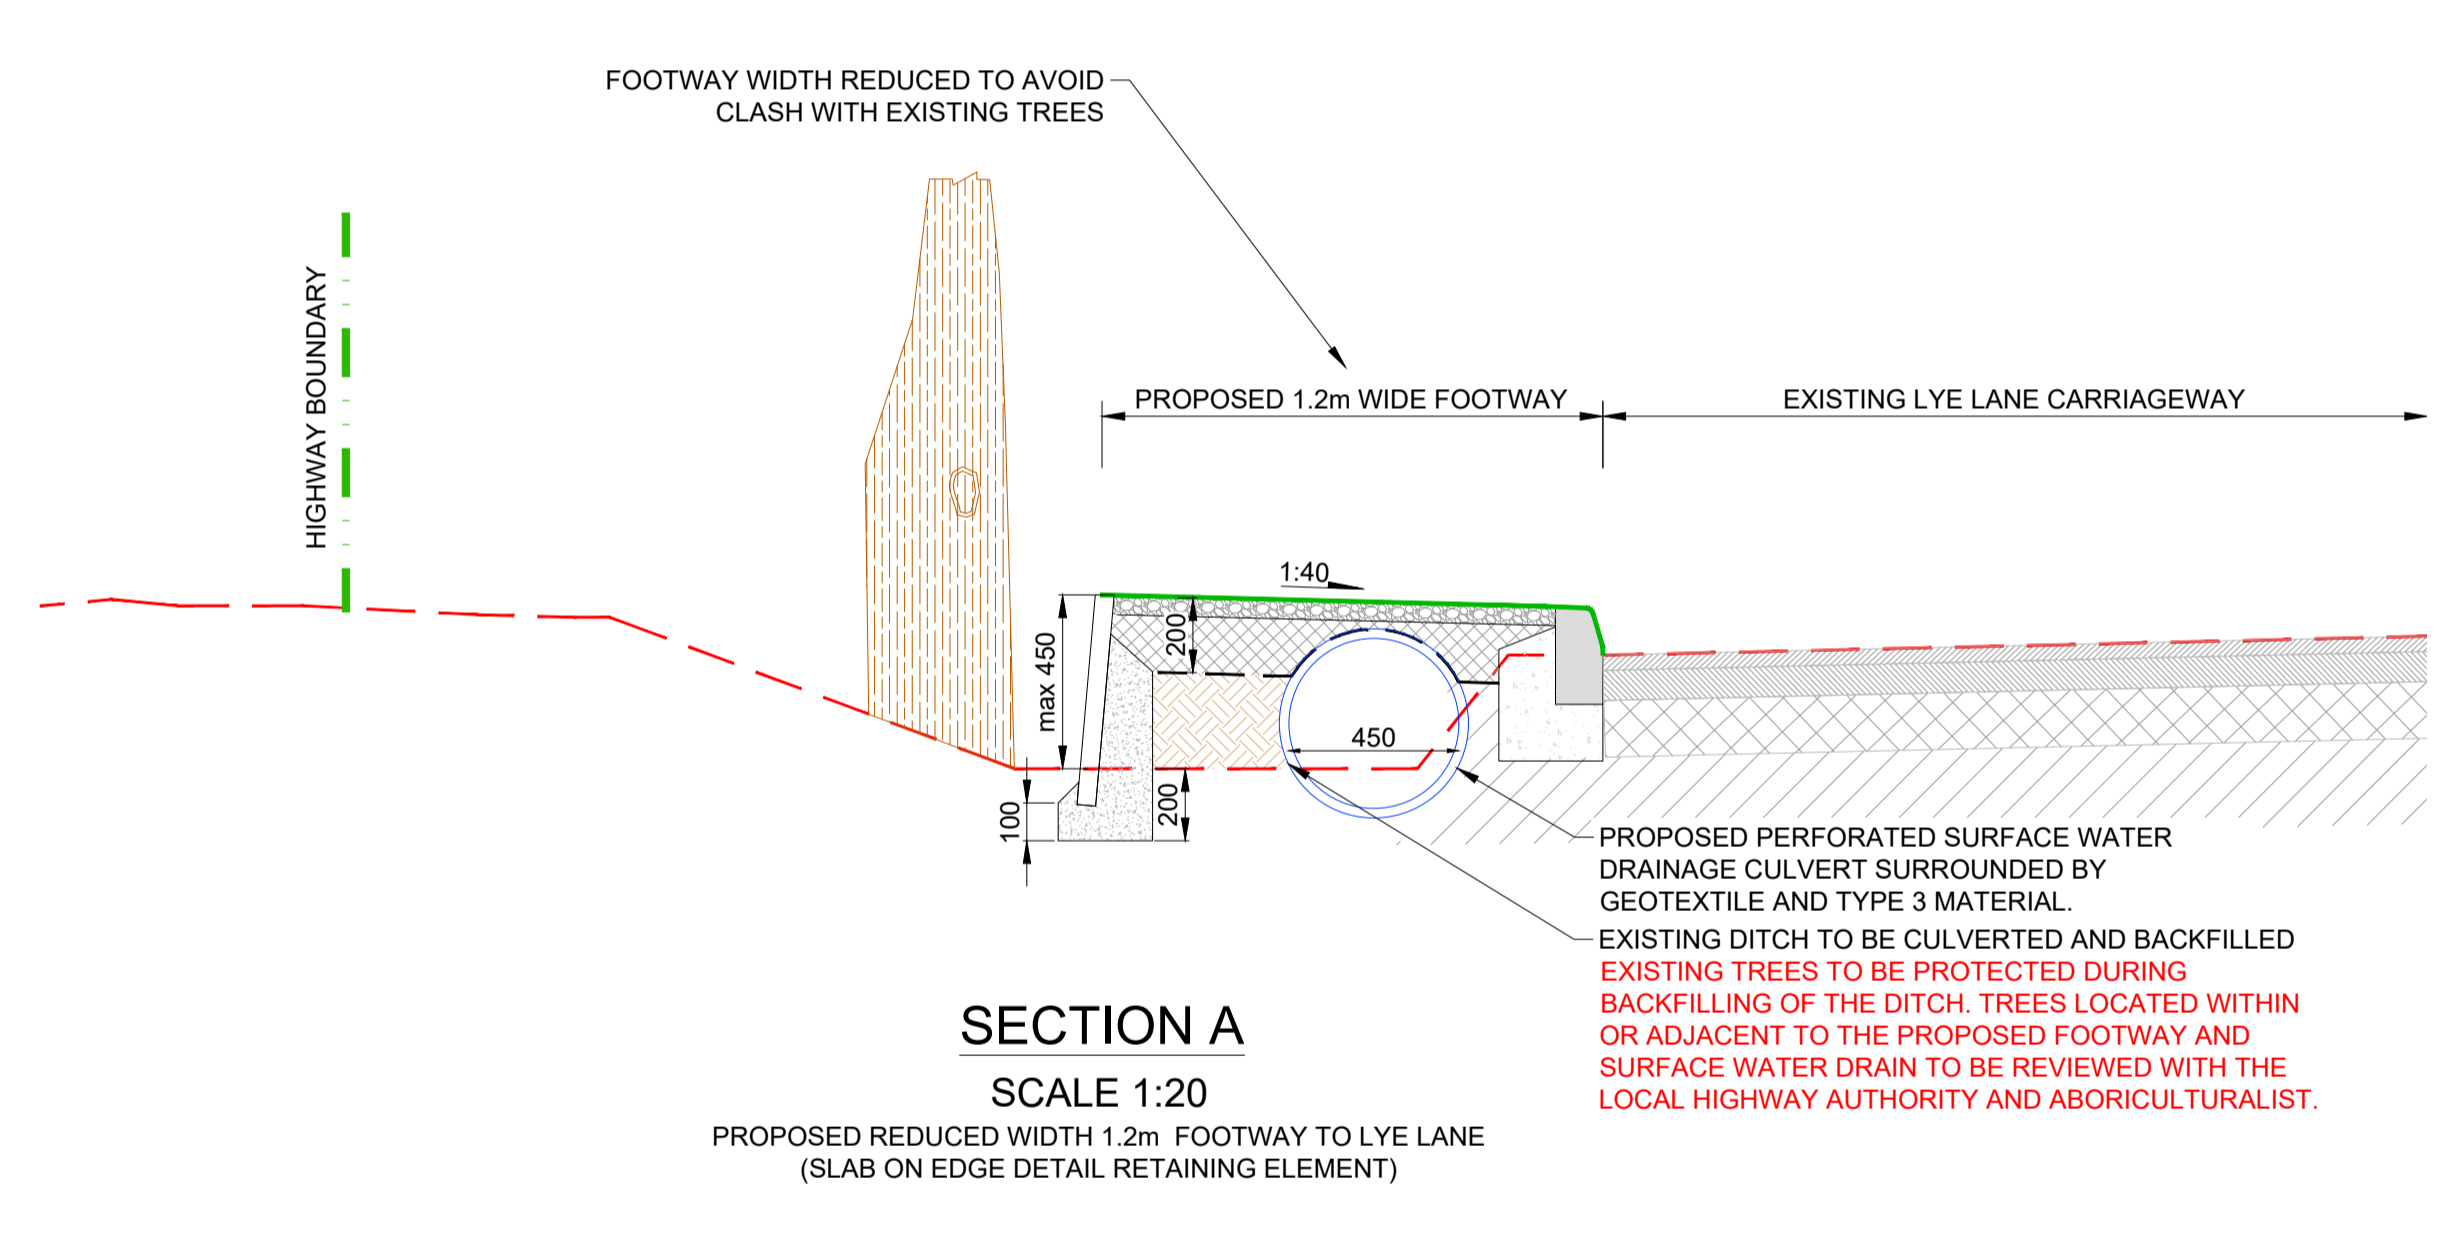 FOOTWAY WIDTH REDUCED TO AVOID
CLASH WITH EXISTING TREES
HIGHWAY BOUNDARY
PROPOSED 1.2m WIDE FOOTWAY
EXISTING LYE LANE CARRIAGEWAY
1:40
max 450
200
450
100
200
PROPOSED PERFORATED SURFACE WATER
DRAINAGE CULVERT SURROUNDED BY
GEOTEXTILE AND TYPE 3 MATERIAL.
EXISTING DITCH TO BE CULVERTED AND BACKFILLED
EXISTING TREES TO BE PROTECTED DURING
BACKFILLING OF THE DITCH. TREES LOCATED WITHIN
OR ADJACENT TO THE PROPOSED FOOTWAY AND
SURFACE WATER DRAIN TO BE REVIEWED WITH THE
LOCAL HIGHWAY AUTHORITY AND ABORICULTURALIST.
SECTION A
SCALE 1:20
PROPOSED REDUCED WIDTH 1.2m FOOTWAY TO LYE LANE
(SLAB ON EDGE DETAIL RETAINING ELEMENT)